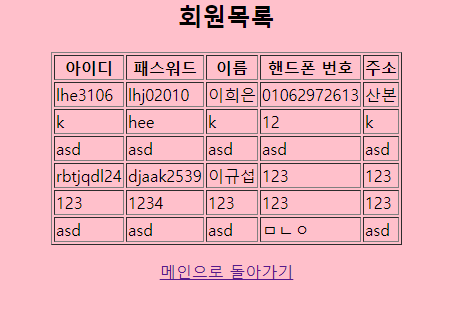 회원목록
아이디 패스워드 이름 핸드폰 번호 주소
lhe3106 lhj02010 이희은 01062972613 산본
k hee k 12 k
asd asd asd asd asd
rbtjqdl24 djaak2539 이규섭 123 123
123 1234 123 123 123
asd asd asd ㅁㄴㅇ asd
메인으로 돌아가기